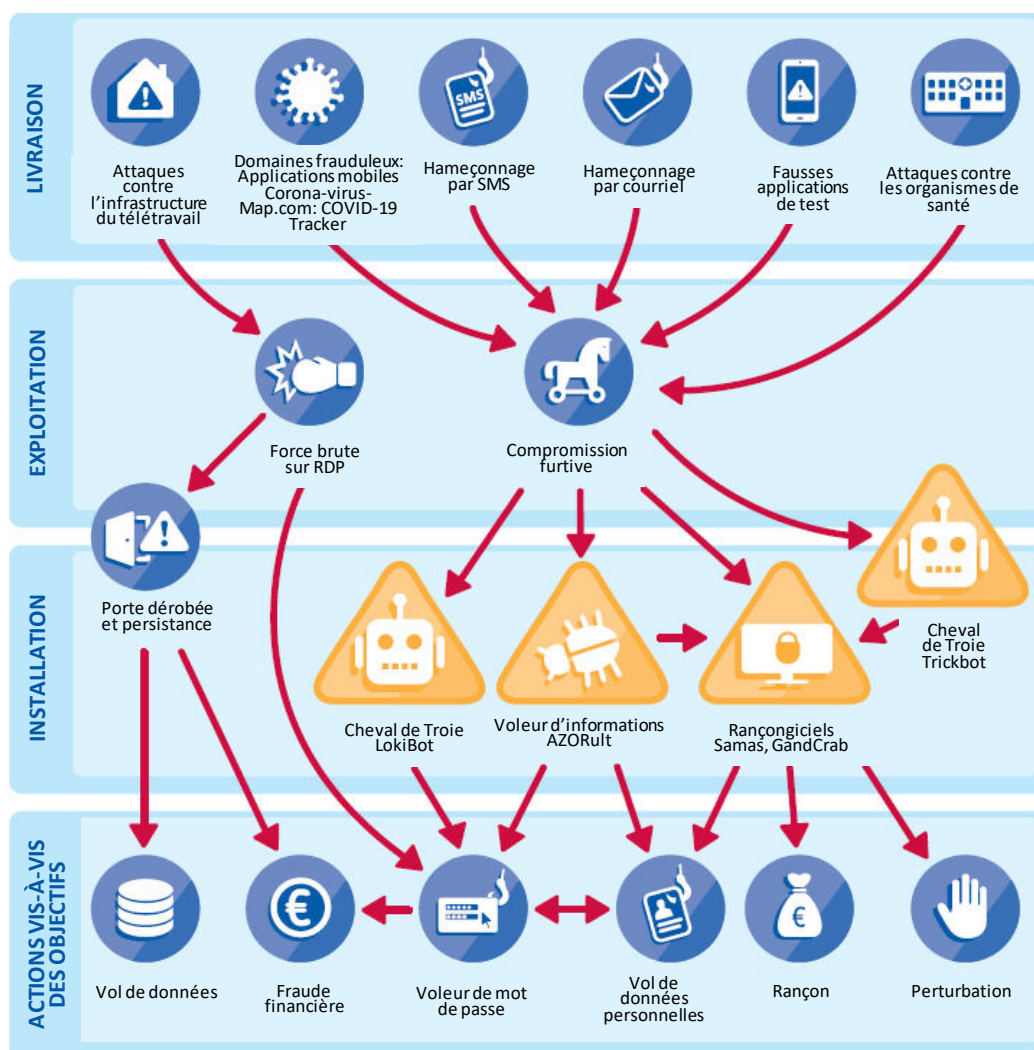 LIVRAISON
SMS
Attaques
contre
l'infrastructure
du télétravail
Domaines frauduleux:
Applications mobiles
Corona-virus-
Map.com: COVID-19
Tracker
Hameçonnage
par SMS
Hameçonnage
par courriel
Fausses
applications
de test
Attaques contre
les organismes de
santé
EXPLOITATION
Force brute
sur RDP
Compromission
furtive
INSTALLATION
Porte dérobée
et persistance
Cheval de Troie
LokiBot
Voleur d'informations
AZORult
Rançongiciels
Samas, GandCrab
Cheval
de Troie
Trickbot
ACTIONS VIS-À-VIS
DES OBJECTIFS
€
€
Vol de données
Fraude
financière
Voleur de mot
de passe
Vol de
données
personnelles
Rançon
Perturbation